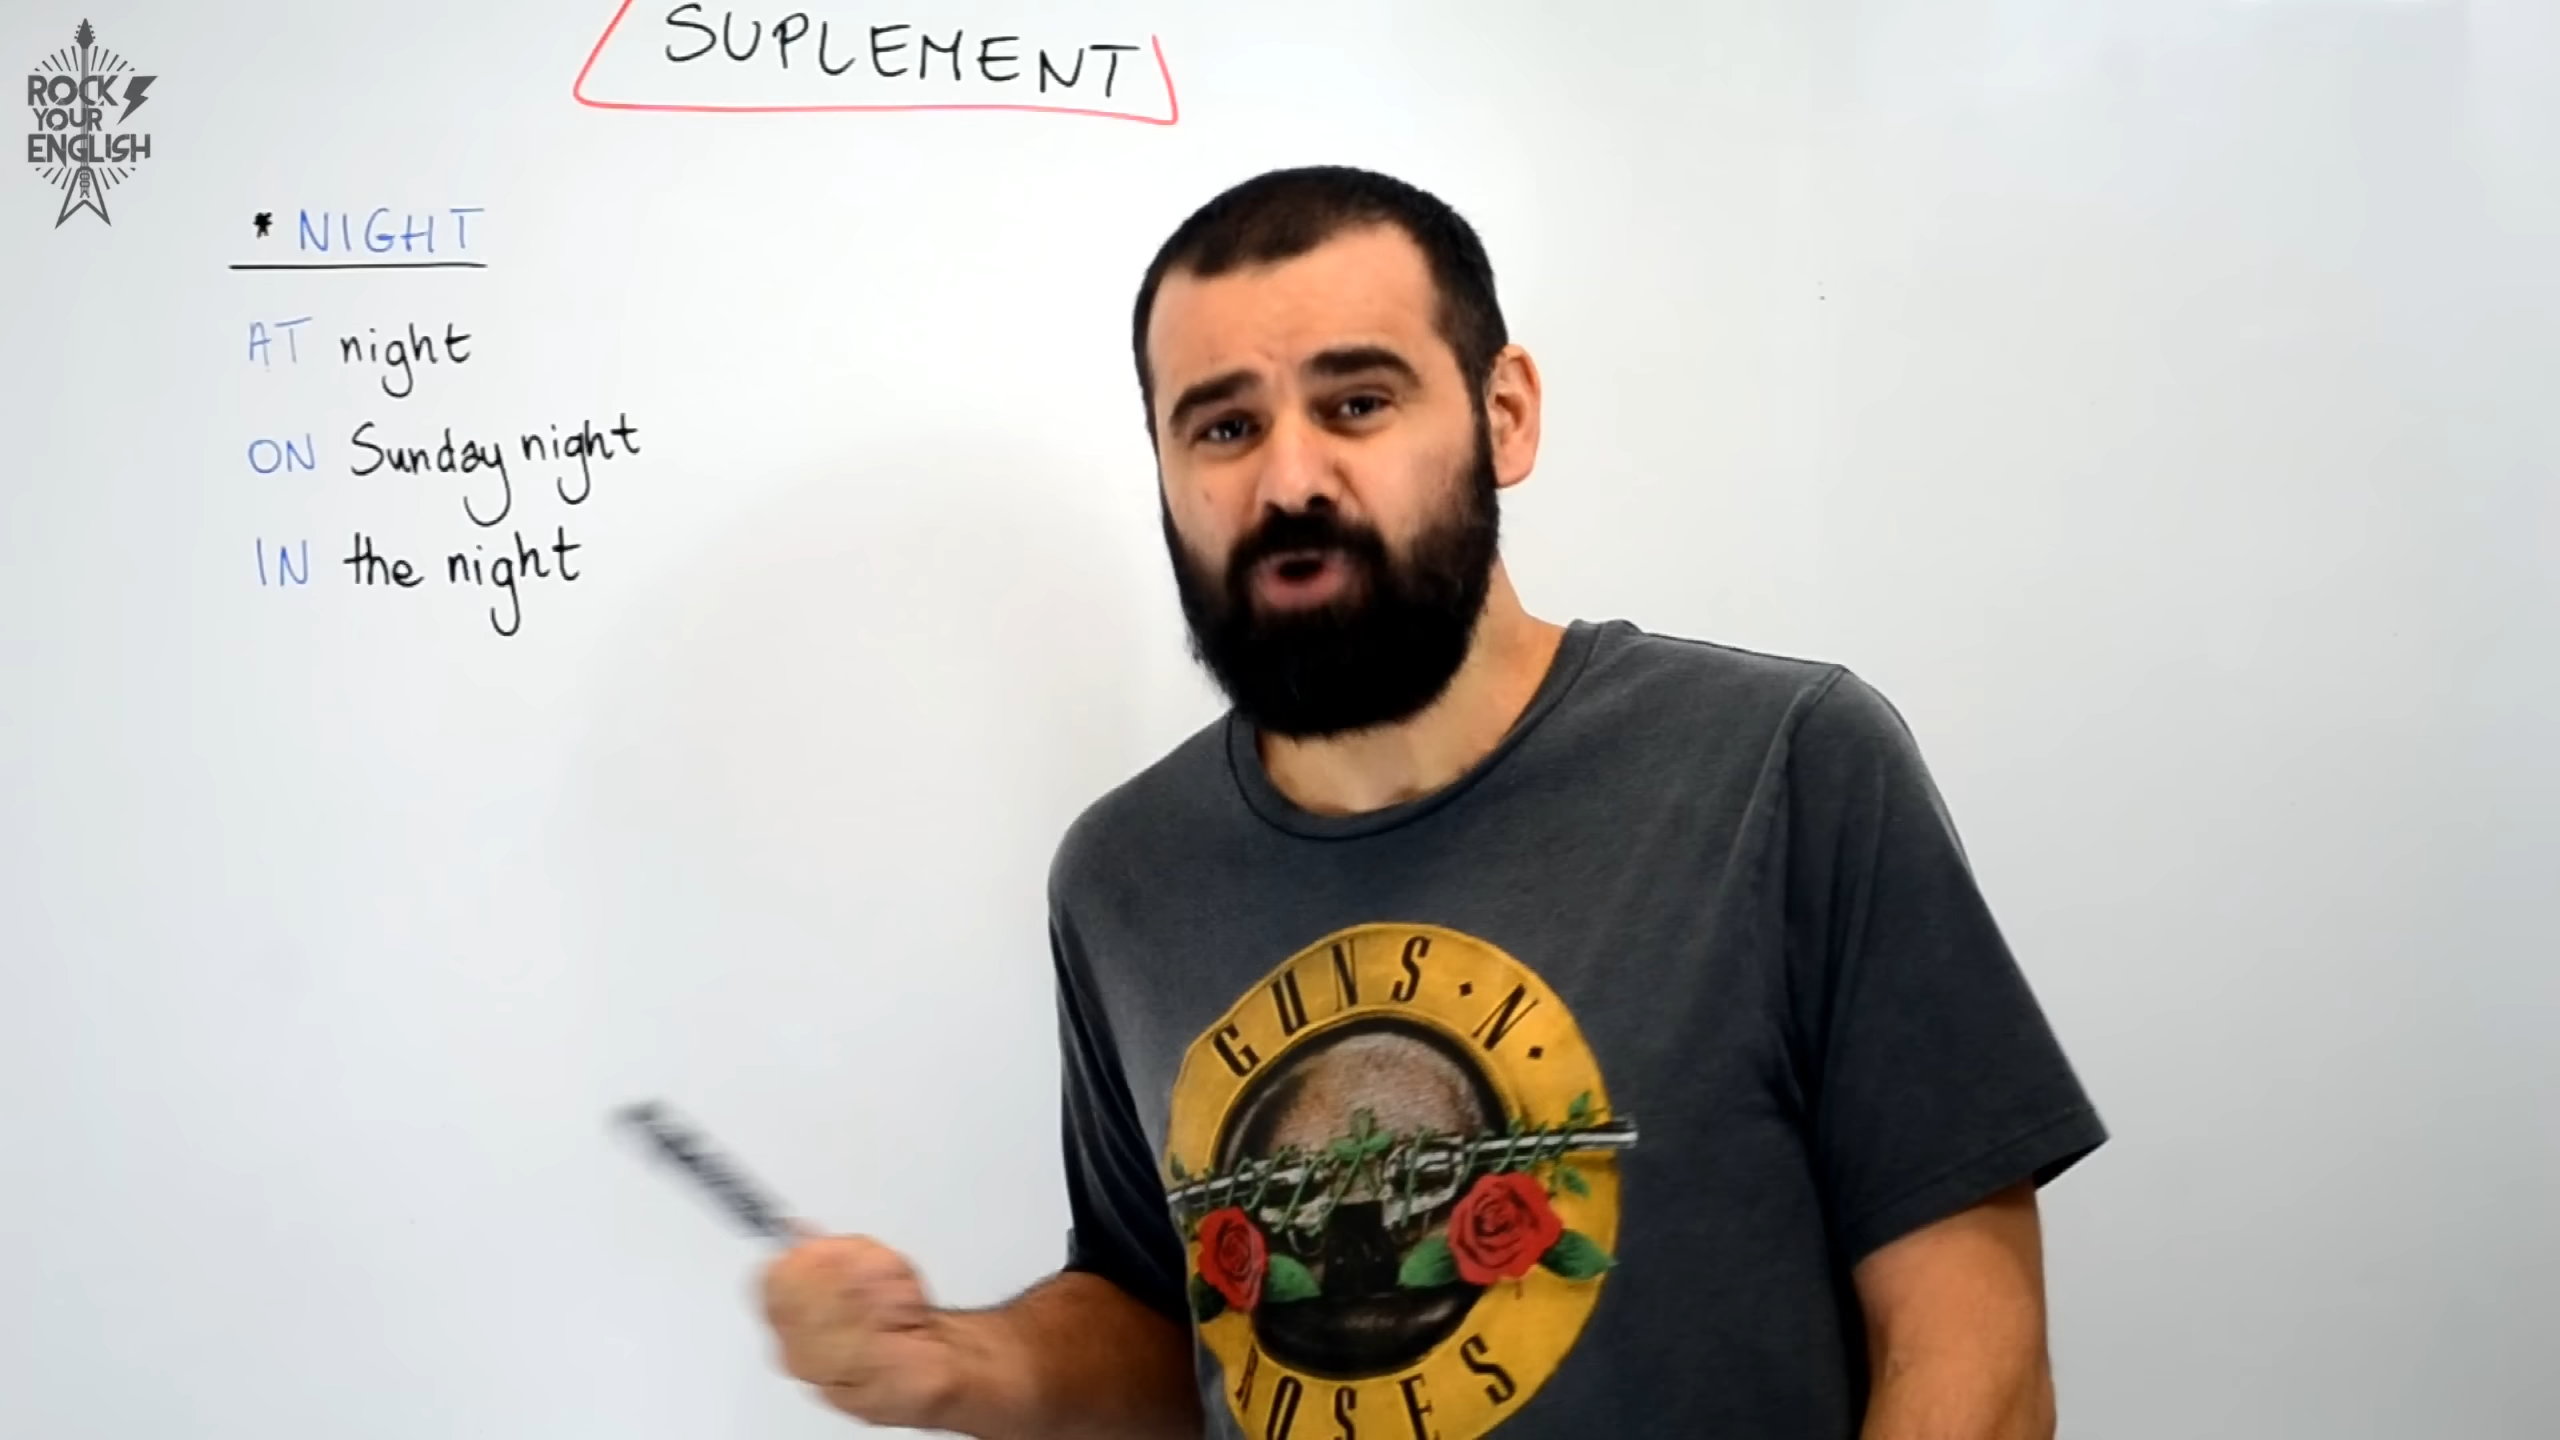 SUPLEMENT
ROCK
YOUR
ENGLISH
* NIGHT
AT night
ON Sunday night
IN the night
GUNS • N •
ROSES